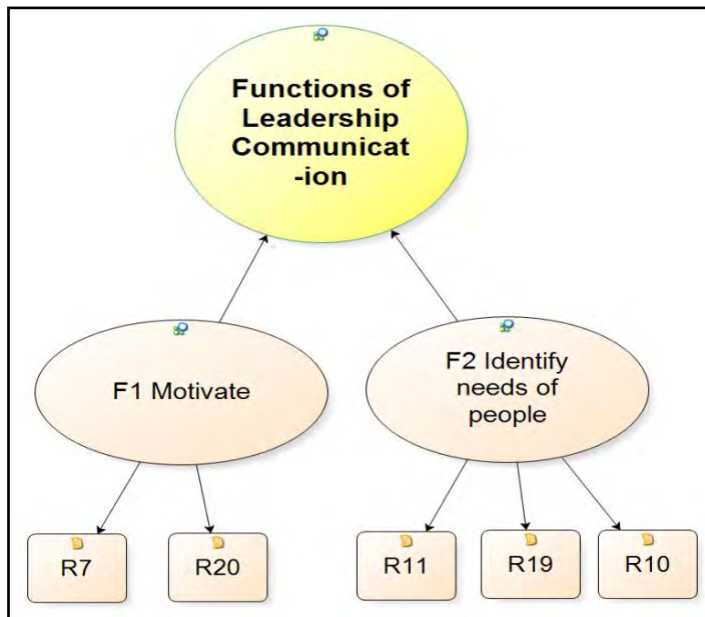 Functions of
Leadership
Communicat
-ion
F1 Motivate
F2 Identify
needs of
people
R7
R20
R11
R19
R10